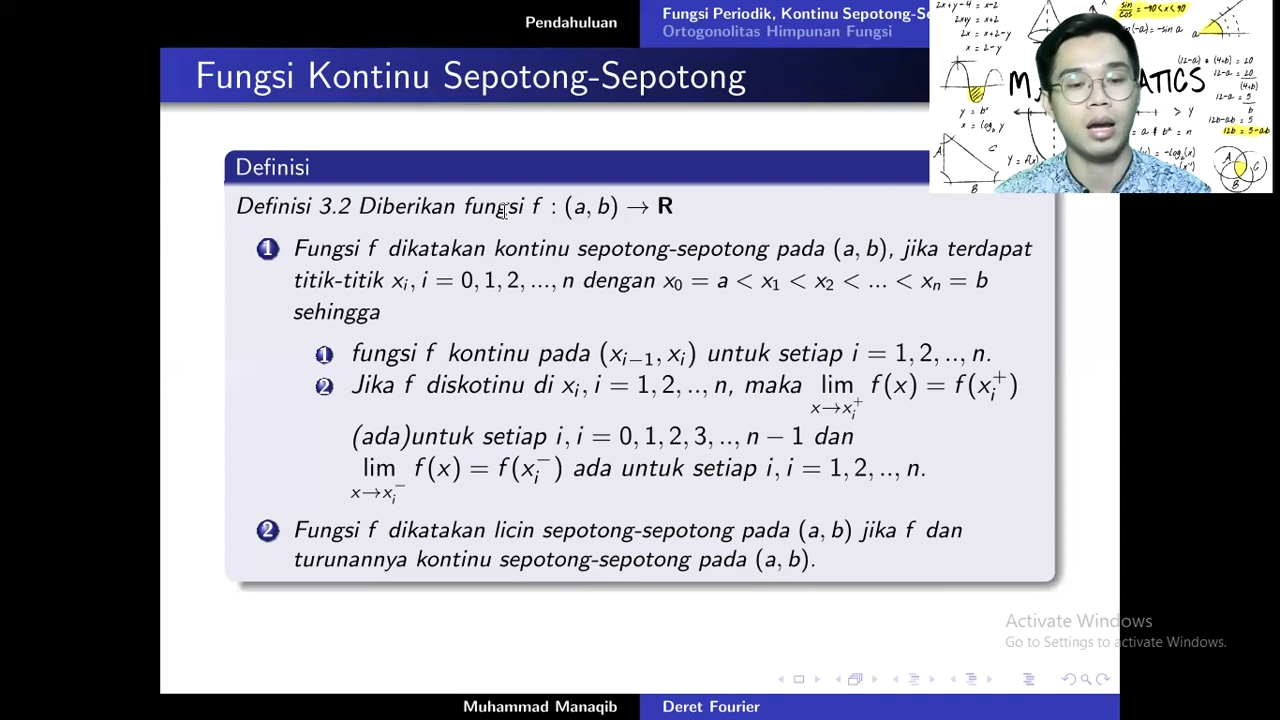 Pendahuluan
Fungsi Periodik, Kontinu Sepotong-Se
Ortogonolitas Himpunan Fungsi
Fungsi Kontinu Sepotong-Sepotong
Definisi
Definisi 3.2 Diberikan fungsi f : (a, b) → R
1 Fungsi f dikatakan kontinu sepotong-sepotong pada (a, b), jika terdapat
titik-titik xᵢ, i = 0, 1, 2, ..., n dengan x₀ = a < x₁ < x₂ < ... < xₙ = b
sehingga
1 fungsi f kontinu pada (xᵢ₋₁, xᵢ) untuk setiap i = 1, 2, .., n.
2 Jika f diskotinu di xᵢ, i = 1, 2, .., n, maka lim x→xᵢ⁺ f(x) = f(xᵢ⁺)
(ada)untuk setiap i, i = 0, 1, 2, 3, .., n − 1 dan
lim x→xᵢ⁻ f(x) = f(xᵢ⁻) ada untuk setiap i, i = 1, 2, .., n.
2 Fungsi f dikatakan licin sepotong-sepotong pada (a, b) jika f dan
turunannya kontinu sepotong-sepotong pada (a, b).
Activate Windows
Go to Settings to activate Windows.
Muhammad Manaqib
Deret Fourier